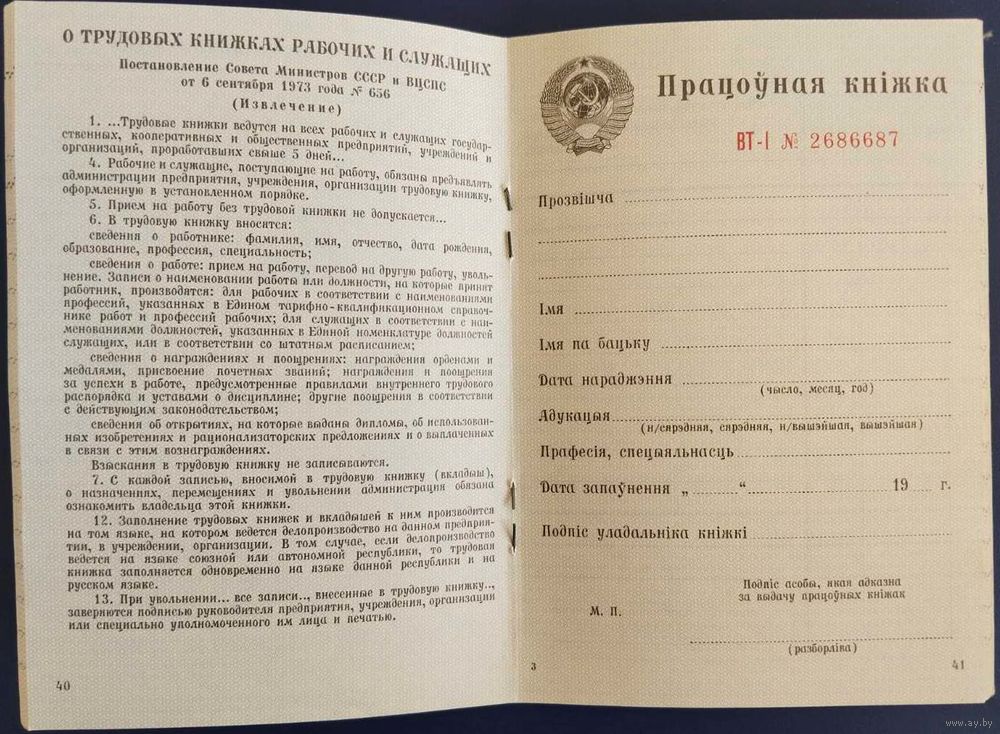 О ТРУДОВЫХ КНИЖКАХ РАБОЧИХ И СЛУЖАЩИХ
Постановление Совета Министров СССР и ВЦСПС
от 6 сентября 1973 года № 656
(Извлечение)
1. ...Трудовые книжки ведутся на всех рабочих и служащих государ-
ственных, кооперативных и общественных предприятий, учреждений и
организаций, проработавших свыше 5 дней...
4. Рабочие и служащие, поступающие на работу, обязаны предъявлять
администрации предприятия, учреждения, организации трудовую книжку,
оформленную в установленном порядке.
5. Прием на работу без трудовой книжки не допускается...
6. В трудовую книжку вносятся:
сведения о работнике: фамилия, имя, отчество, дата рождения,
образование, профессия, специальность;
сведения о работе: прием на работу, перевод на другую работу, уволь-
нение. Записи о наименовании работы или должности, на которые принят
работник, производятся: для рабочих в соответствии с наименованиями
профессий, указанных в Едином тарифно-квалификационном справоч-
нике работ и профессий рабочих; для служащих в соответствии с наи-
менованиями должностей, указанных в Единой номенклатуре должностей
служащих, или в соответствии со штатным расписанием;
сведения о награждениях и поощрениях: награждения орденами и
медалями, присвоение почетных званий; награждения и поощрения
за успехи в работе, предусмотренные правилами внутреннего трудового
распорядка и уставами о дисциплине; другие поощрения в соответствии
с действующим законодательством;
сведения об открытиях, на которые выданы дипломы, об использован-
ных изобретениях и рационализаторских предложениях и о выплаченных
в связи с этим вознаграждениях.
Взыскания в трудовую книжку не записываются.
7. С каждой записью, вносимой в трудовую книжку (вкладыш),
о назначениях, перемещениях и увольнении администрация обязана
ознакомить владельца этой книжки.
12. Заполнение трудовых книжек и вкладышей к ним производится
на том языке, на котором ведется делопроизводство на данном предприя-
тии, в учреждении, организации. В том случае, если делопроизводство
ведется на языке союзной или автономной республики, то трудовая
книжка заполняется одновременно на языке данной республики и на
русском языке.
13. При увольнении... все записи.., внесенные в трудовую книжку..,
заверяются подписью руководителя предприятия, учреждения, организации
или специально уполномоченного им лица и печатью.
40
Працоўная кніжка
ВТ-I № 2686687
Прозвішча
Імя
Імя па бацьку
Дата нараджэння
(чысло, месяц, год)
Адукацыя
(н/сярэдняя, сярэдняя, н/вышэйшая, вышэйшая)
Прафесія, спецыяльнасць
Дата запаўнення „ “ 19 г.
Подпіс уладальніка кніжкі
Подпіс асобы, якая адказна
за выдачу працоўных кніжак
М. П.
(разборліва)
3
41
www.ay.by